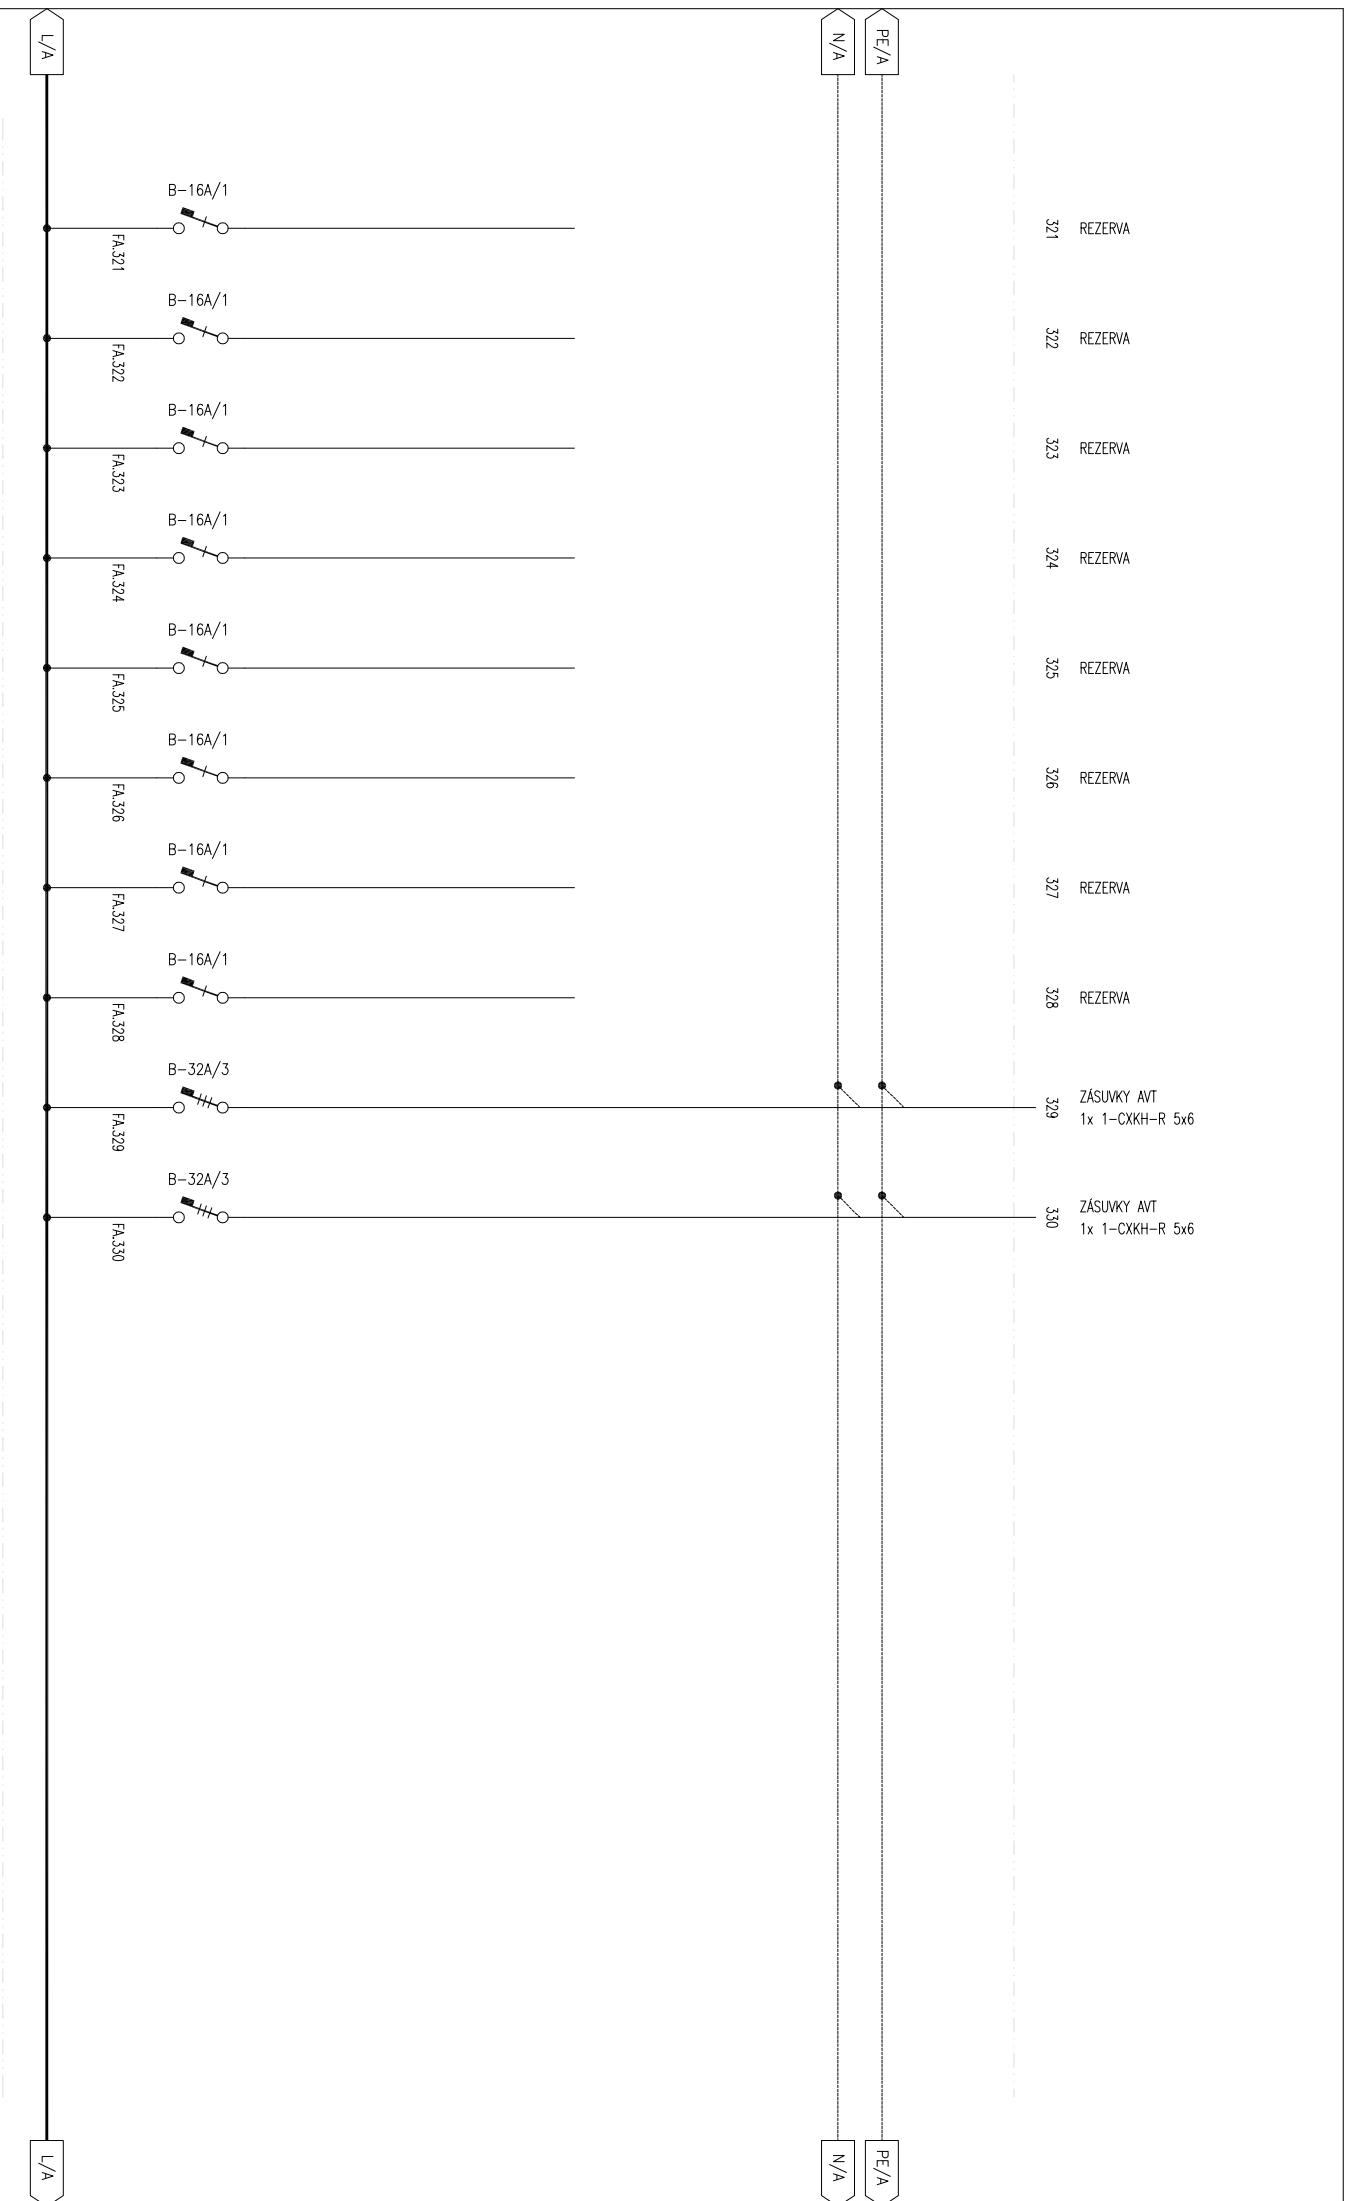 L/A
N/A
PE/A
B-16A/1
FA.321
321 REZERVA
B-16A/1
FA.322
322 REZERVA
B-16A/1
FA.323
323 REZERVA
B-16A/1
FA.324
324 REZERVA
B-16A/1
FA.325
325 REZERVA
B-16A/1
FA.326
326 REZERVA
B-16A/1
FA.327
327 REZERVA
B-16A/1
FA.328
328 REZERVA
B-32A/3
FA.329
329 ZÁSUVKY AVT
1x 1-CXKH-R 5x6
B-32A/3
FA.330
330 ZÁSUVKY AVT
1x 1-CXKH-R 5x6
L/A
N/A
PE/A